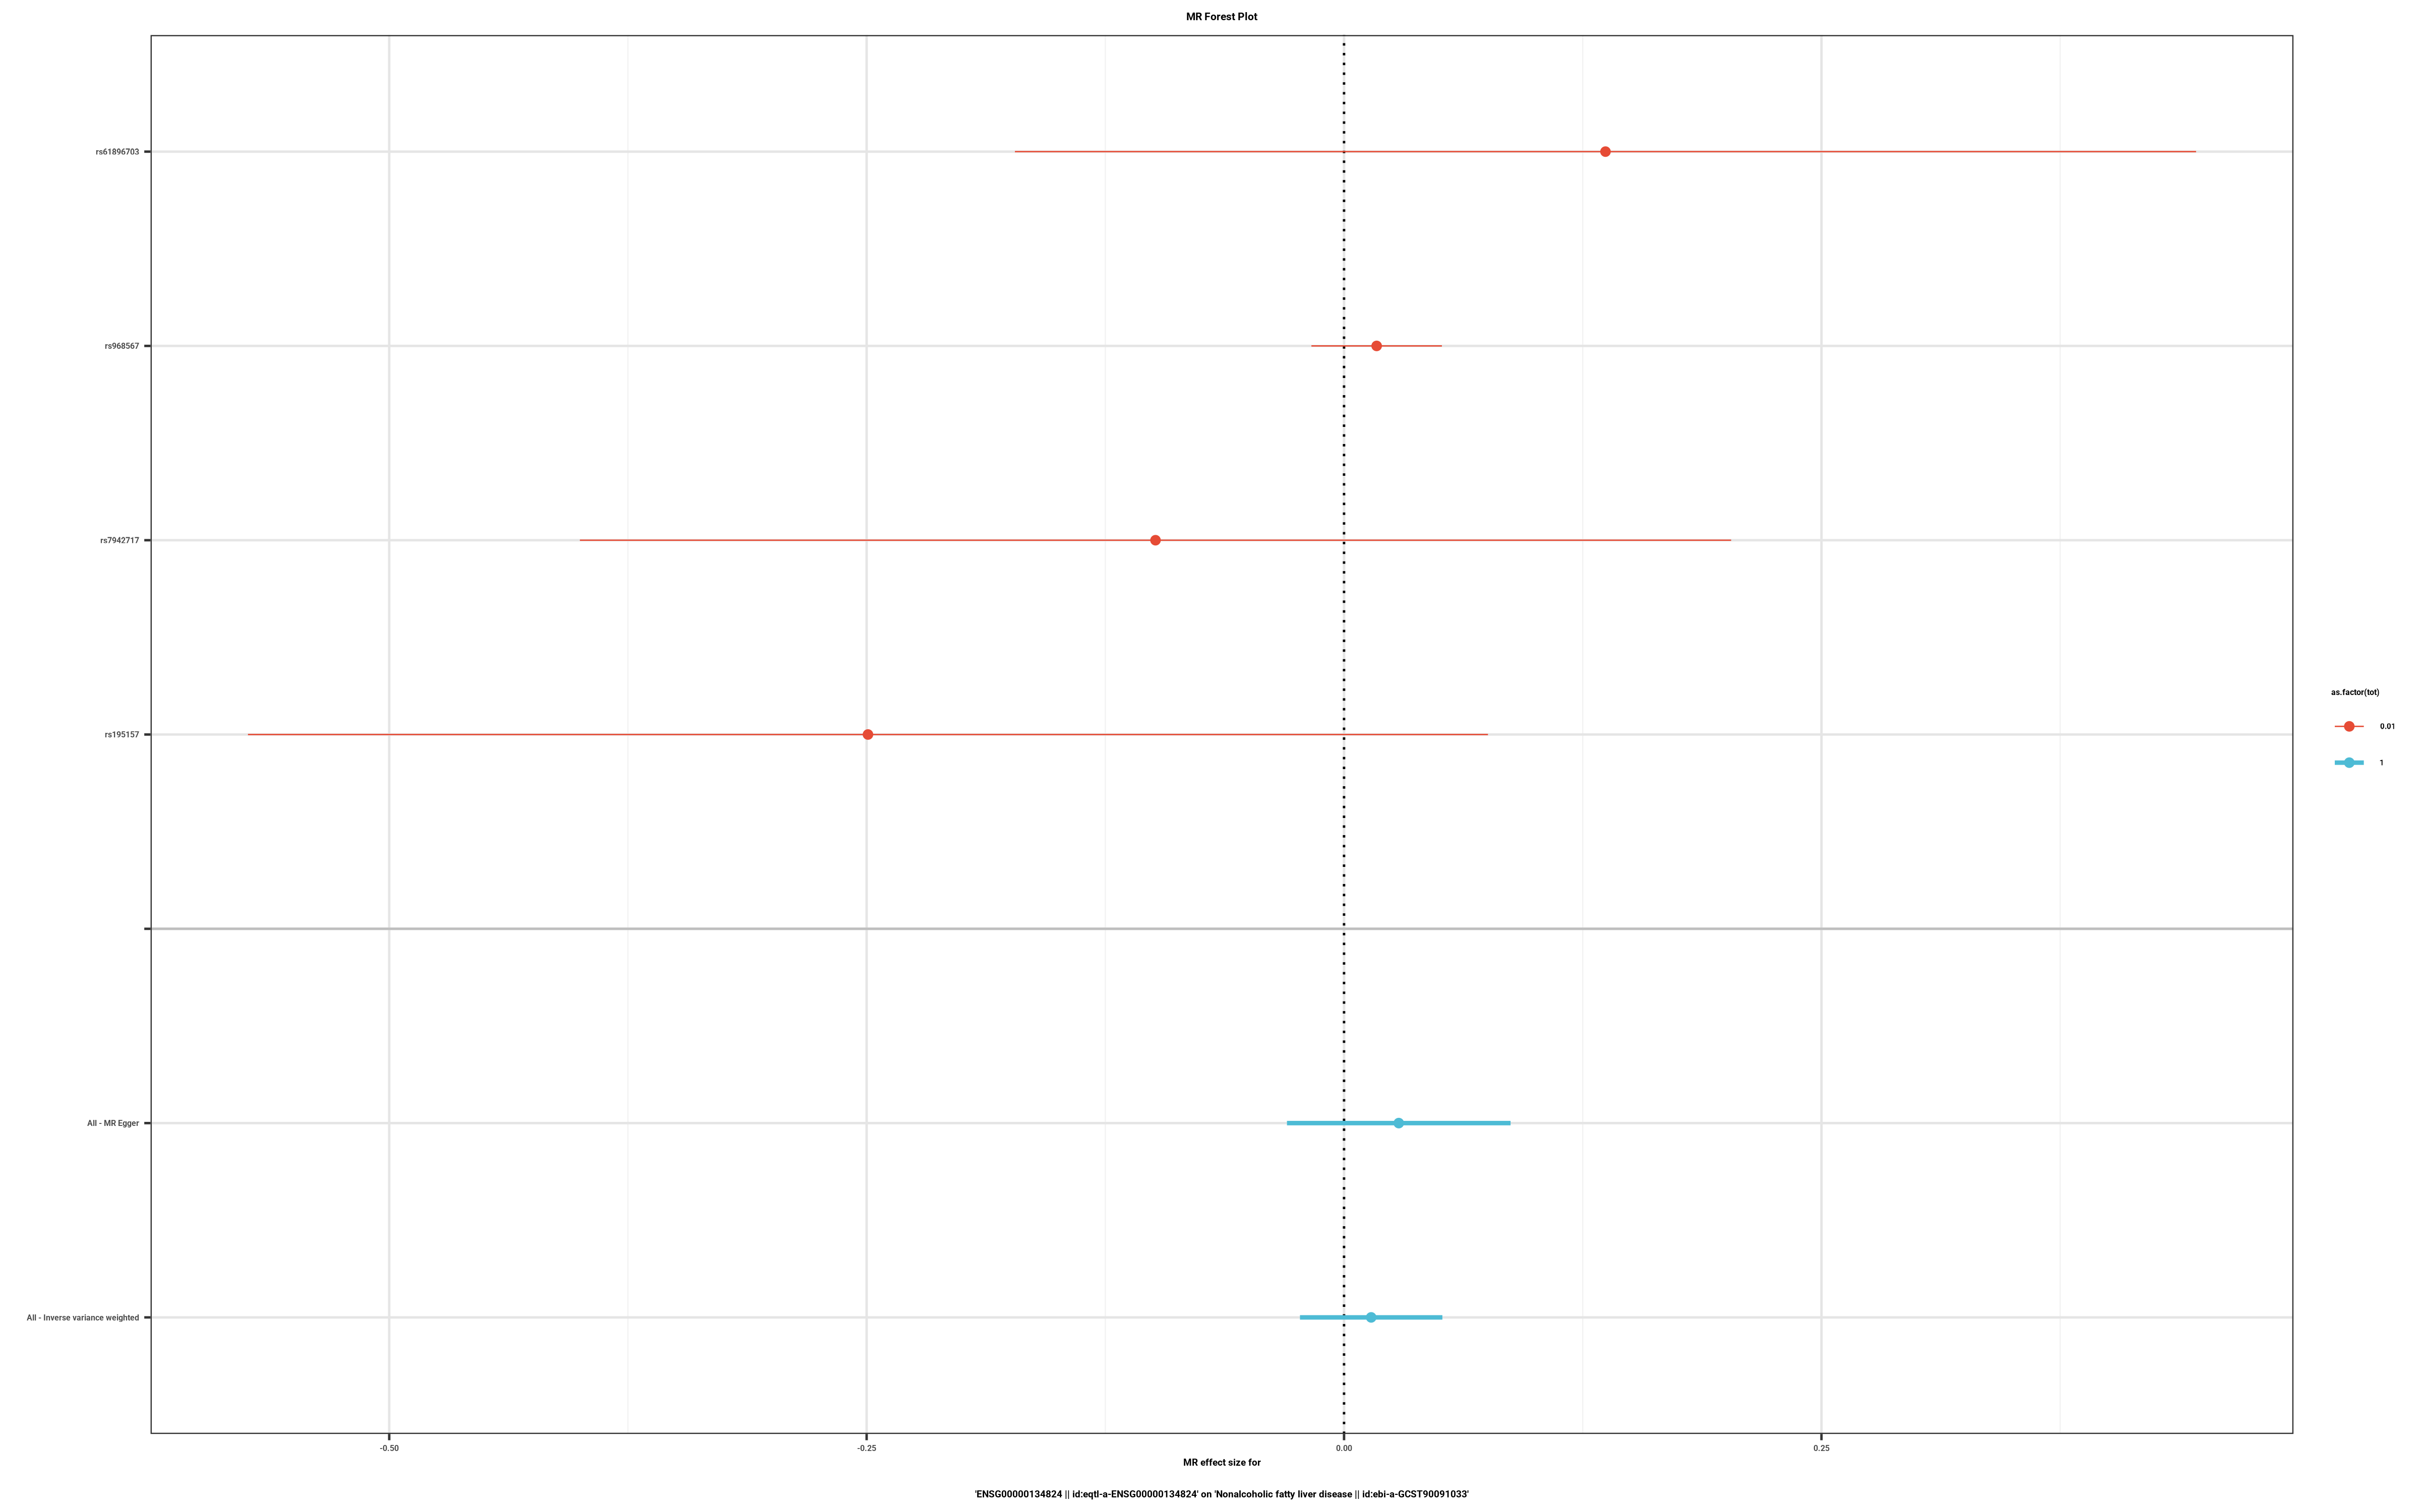 MR Forest Plot
rs61896703
rs968567
rs7942717
rs195157
All - MR Egger
All - Inverse variance weighted
-0.50
-0.25
0.00
0.25
MR effect size for
'ENSG00000134824 || id:eqtl-a-ENSG00000134824' on 'Nonalcoholic fatty liver disease || id:ebi-a-GCST90091033'
as.factor(tot)
0.01
1